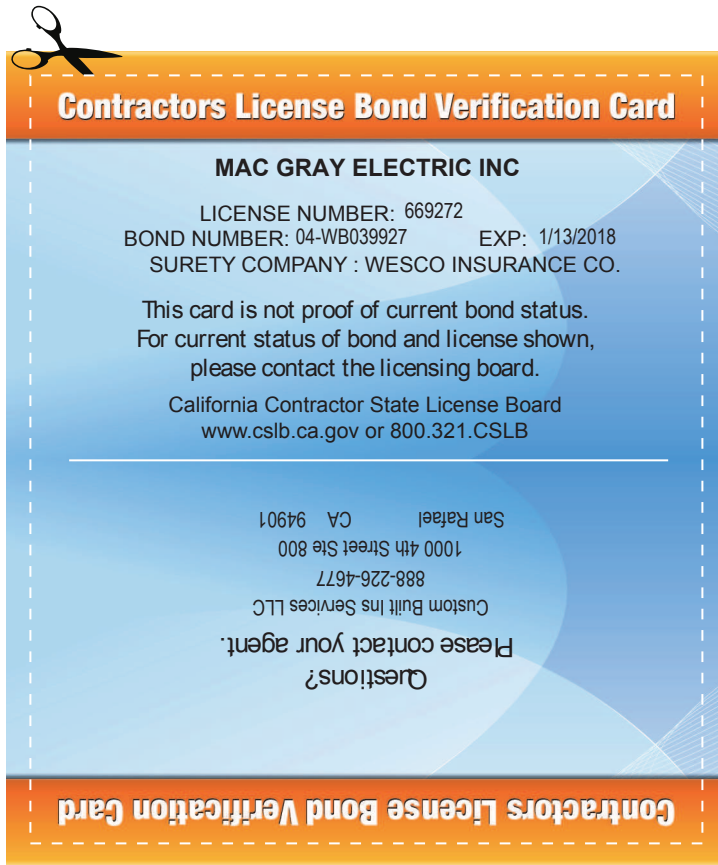 Contractors License Bond Verification Card
MAC GRAY ELECTRIC INC
LICENSE NUMBER: 669272
BOND NUMBER: 04-WB039927 EXP: 1/13/2018
SURETY COMPANY : WESCO INSURANCE CO.
This card is not proof of current bond status.
For current status of bond and license shown,
please contact the licensing board.
California Contractor State License Board
www.cslb.ca.gov or 800.321.CSLB
Contractors License Bond Verification Card
Questions?
Please contact your agent.
Custom Built Ins Services LLC
888-226-4677
1000 4th Street Ste 800
San Rafael CA 94901